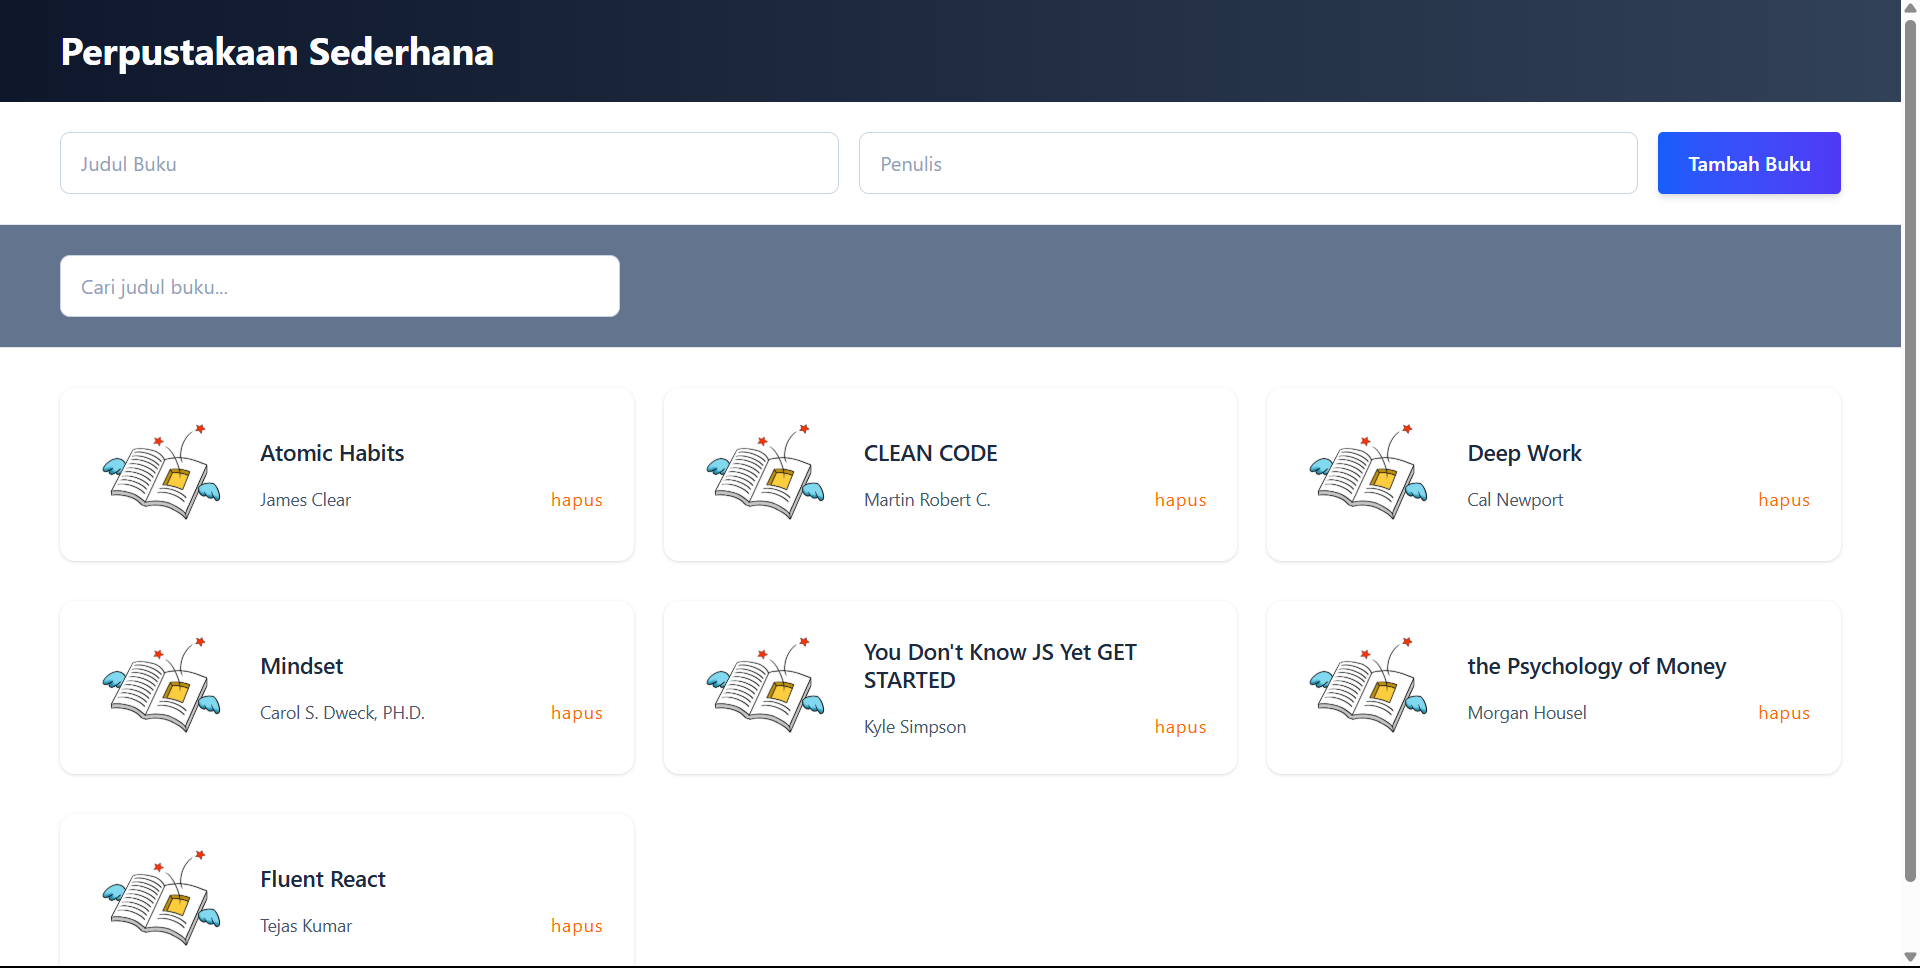 Perpustakaan Sederhana
Judul Buku
Penulis
Tambah Buku
Cari judul buku...
Atomic Habits
James Clear
hapus
CLEAN CODE
Martin Robert C.
hapus
Deep Work
Cal Newport
hapus
Mindset
Carol S. Dweck, PH.D.
hapus
You Don't Know JS Yet GET
STARTED
Kyle Simpson
hapus
the Psychology of Money
Morgan Housel
hapus
Fluent React
Tejas Kumar
hapus